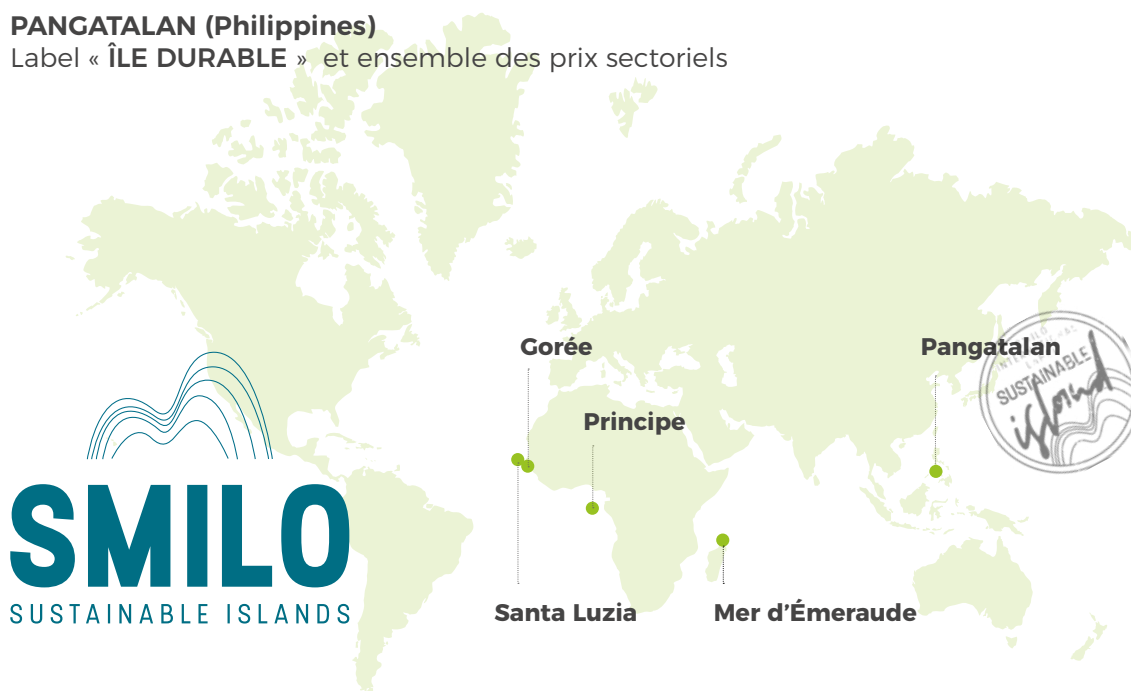 PANGATALAN (Philippines)
Label « ÎLE DURABLE » et ensemble des prix sectoriels
Gorée
Pangatalan
SUSTAINABLE
island
Principe
SMILO
SUSTAINABLE ISLANDS
Santa Luzia
Mer d’Émeraude